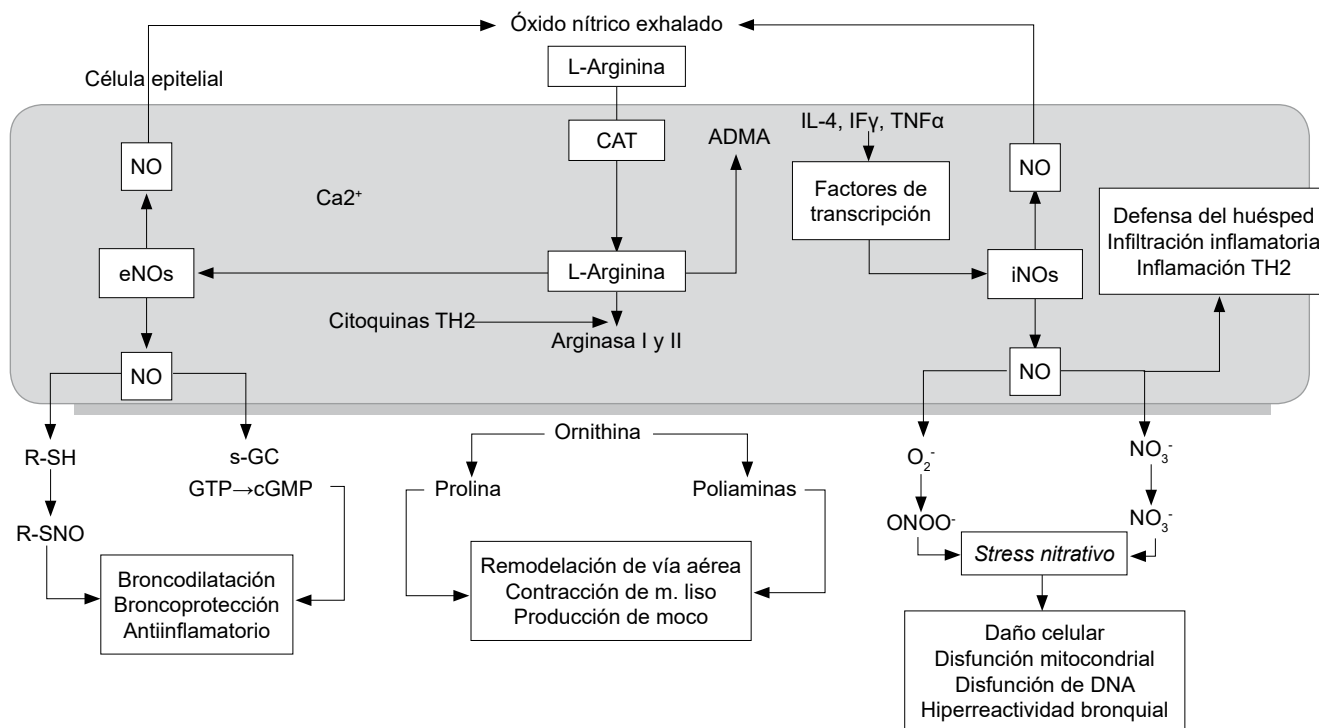 Óxido nítrico exhalado
L-Arginina
Célula epitelial
CAT
ADMA
IL-4, IFγ, TNFα
NO
NO
Ca2⁺
Factores de
transcripción
Defensa del huésped
Infiltración inflamatoria
Inflamación TH2
eNOs
L-Arginina
iNOs
Citoquinas TH2
Arginasa I y II
NO
NO
R-SH
s-GC
GTP→cGMP
R-SNO
Broncodilatación
Broncoprotección
Antiinflamatorio
Ornithina
Prolina
Poliaminas
Remodelación de vía aérea
Contracción de m. liso
Producción de moco
O₂⁻
NO₃⁻
ONOO⁻
NO₃⁻
Stress nitrativo
Daño celular
Disfunción mitocondrial
Disfunción de DNA
Hiperreactividad bronquial